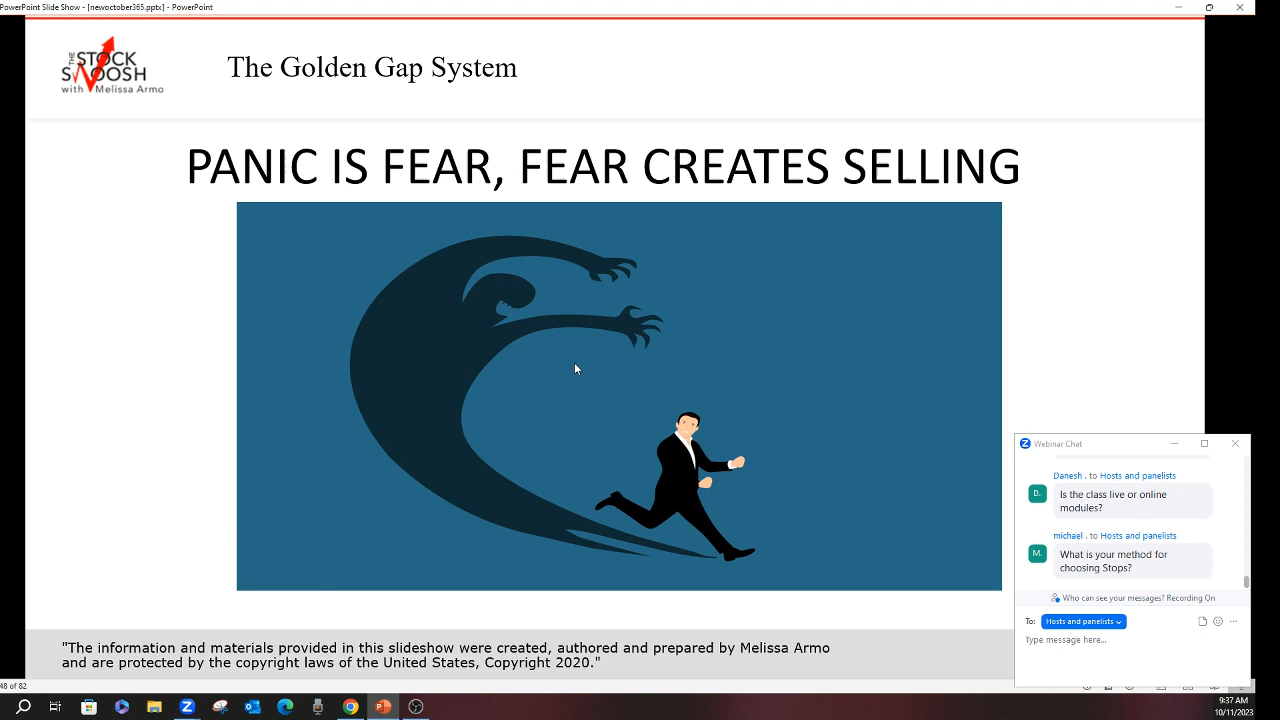 PowerPoint Slide Show - [newoctober365.pptx] - PowerPoint
THE
STOCK
SWOOSH
with Melissa Armo
The Golden Gap System
PANIC IS FEAR, FEAR CREATES SELLING
Webinar Chat
Danesh . to Hosts and panelists
D.
Is the class live or online
modules?
michael . to Hosts and panelists
M.
What is your method for
choosing Stops?
Who can see your messages? Recording On
To: Hosts and panelists
Type message here...
"The information and materials provided in this slideshow were created, authored and prepared by Melissa Armo
and are protected by the copyright laws of the United States, Copyright 2020."
48 of 82
9:37 AM
10/11/2023